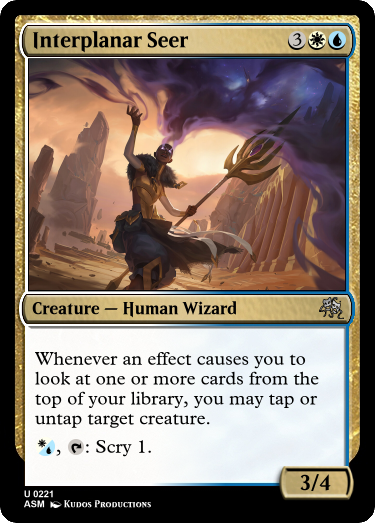 Interplanar Seer 3
Creature — Human Wizard
Whenever an effect causes you to
look at one or more cards from the
top of your library, you may tap or
untap target creature.
, : Scry 1.
3/4
U 0221
ASM Kudos Productions